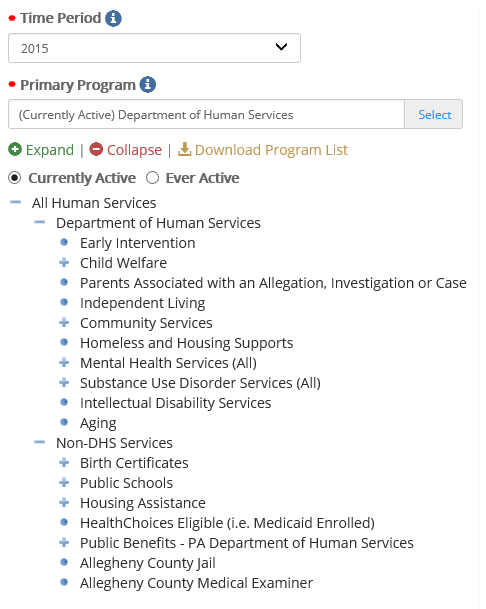 Time Period
2015
Primary Program
(Currently Active) Department of Human Services Select
Expand | Collapse | Download Program List
Currently Active Ever Active
All Human Services
Department of Human Services
Early Intervention
Child Welfare
Parents Associated with an Allegation, Investigation or Case
Independent Living
Community Services
Homeless and Housing Supports
Mental Health Services (All)
Substance Use Disorder Services (All)
Intellectual Disability Services
Aging
Non-DHS Services
Birth Certificates
Public Schools
Housing Assistance
HealthChoices Eligible (i.e. Medicaid Enrolled)
Public Benefits - PA Department of Human Services
Allegheny County Jail
Allegheny County Medical Examiner